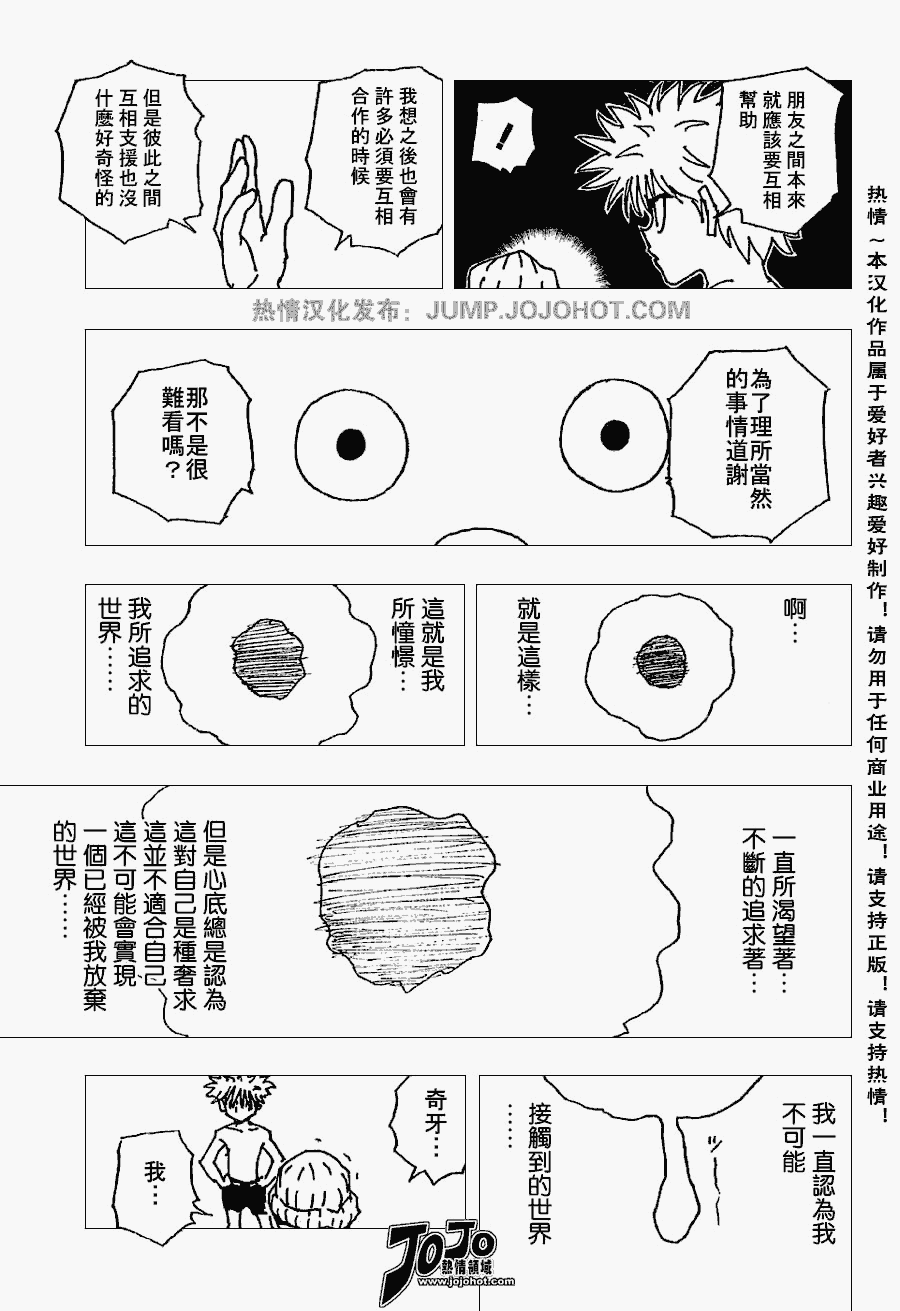 朋友之間本來
就應該要互相
幫助
！
我想之後也會有
許多必須要互相
合作的時候
但是彼此之間
互相支援也沒
什麼好奇怪的
热情汉化发布：JUMP.JOJOHOT.COM
為了理所當然
的事情道謝
那不是很
難看嗎？
啊…
就是這樣…
這就是我
所憧憬…
我所追求的
世界……
一直所渴望著…
不斷的追求著…
但是心底總是認為
這對自己是種奢求
這並不適合自己
這不可能會實現
一個已經被我放棄
的世界……
我一直認為我
不可能
接觸到的世界
……
奇牙…
我…
热情～本汉化作品属于爱好者兴趣爱好制作！请勿用于任何商业用途！请支持正版！请支持热情！
JOJO
熱情領域
www.jojohot.com